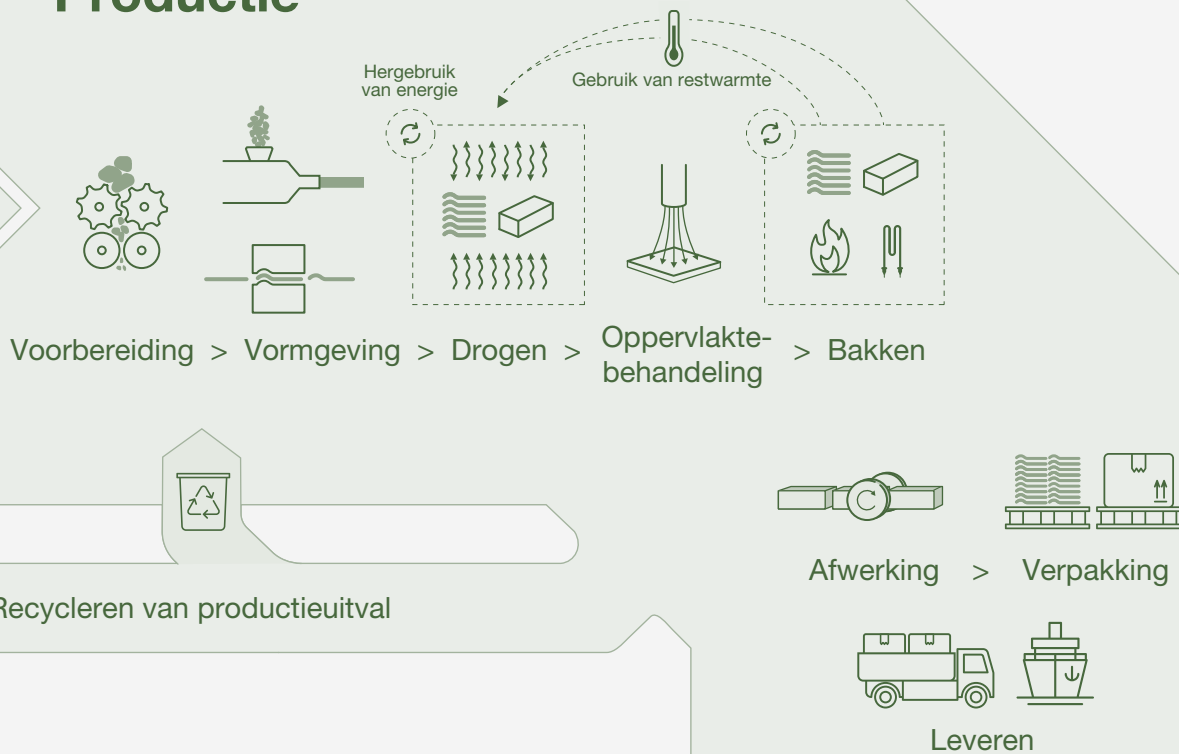 Productie
Hergebruik
van energie
Gebruik van restwarmte
Voorbereiding > Vormgeving > Drogen > Oppervlakte-
behandeling > Bakken
Afwerking > Verpakking
Recycleren van productieuitval
Leveren